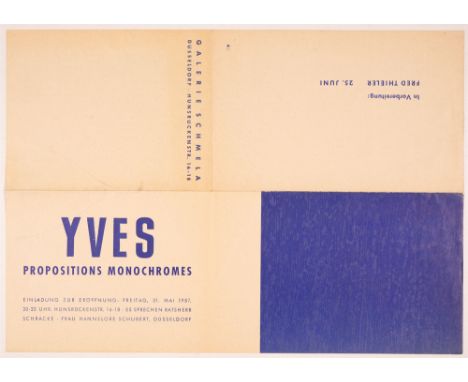 GALERIE SCHMELA
DÜSSELDORF · HUNSRÜCKENSTR. 16-18
In Vorbereitung:
FRED THIELER 25. JUNI
YVES
PROPOSITIONS MONOCHROMES
EINLADUNG ZUR ERÖFFNUNG · FREITAG, 31. MAI 1957,
20-22 UHR, HUNSRÜCKENSTR. 16-18 · ES SPRECHEN RATSHERR
SCHRACKE · FRAU HANNELORE SCHUBERT, DÜSSELDORF